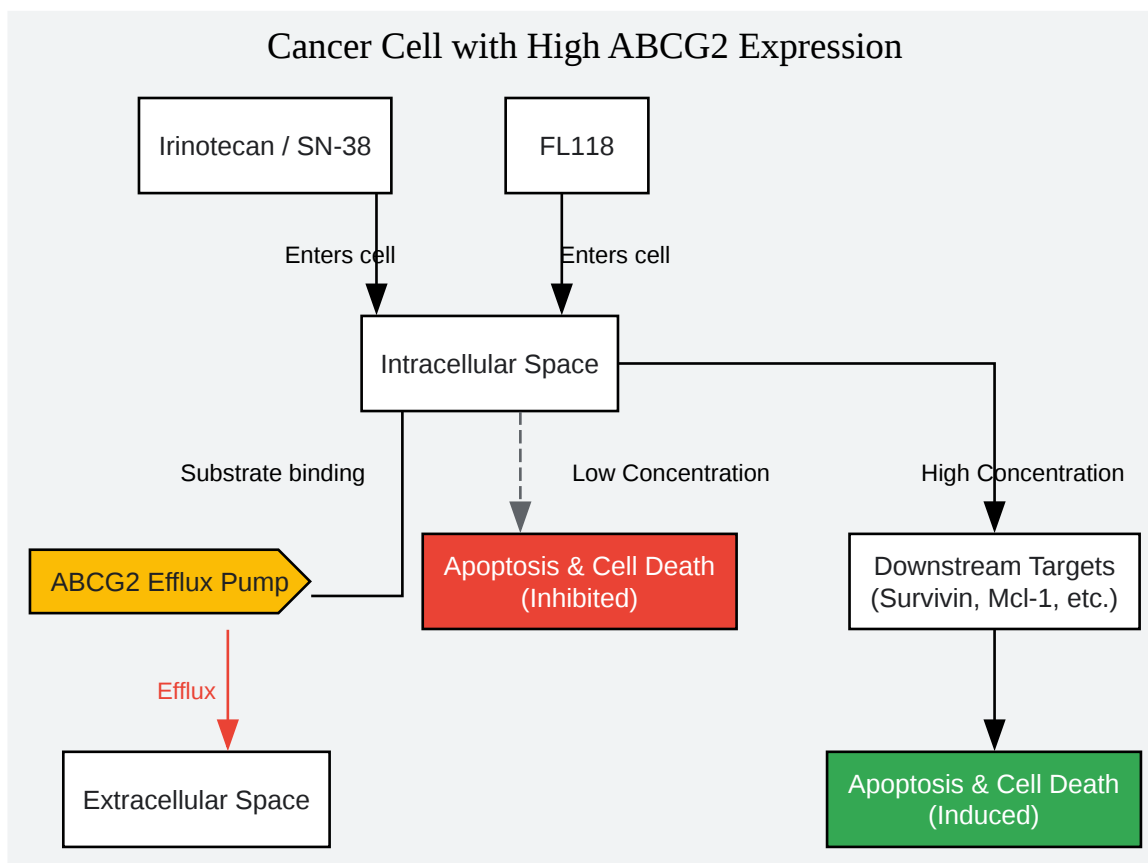 Cancer Cell with High ABCG2 Expression
Irinotecan / SN-38
FL118
Enters cell
Enters cell
Intracellular Space
Substrate binding
Low Concentration
High Concentration
ABCG2 Efflux Pump
Apoptosis & Cell Death
(Inhibited)
Downstream Targets
(Survivin, Mcl-1, etc.)
Efflux
Extracellular Space
Apoptosis & Cell Death
(Induced)